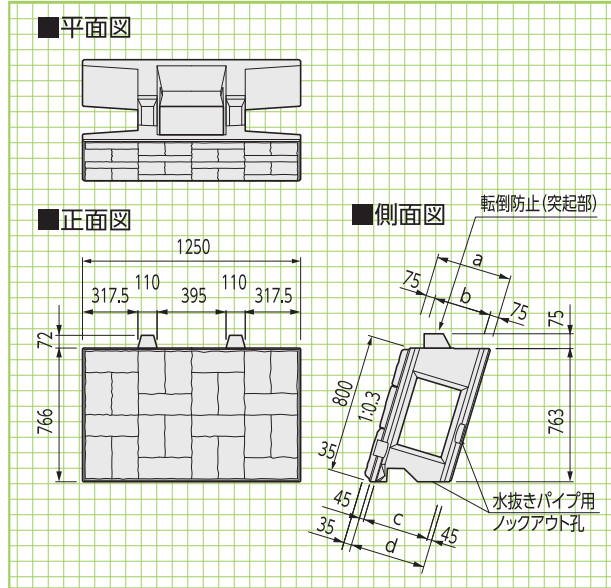 ■平面図
■正面図
1250
317.5 110 395 110 317.5
72
766
■側面図
転倒防止(突起部)
a
75 b 75
75
800
1:0.3
763
35
45 c 45
35 d
水抜きパイプ用
ノックアウト孔